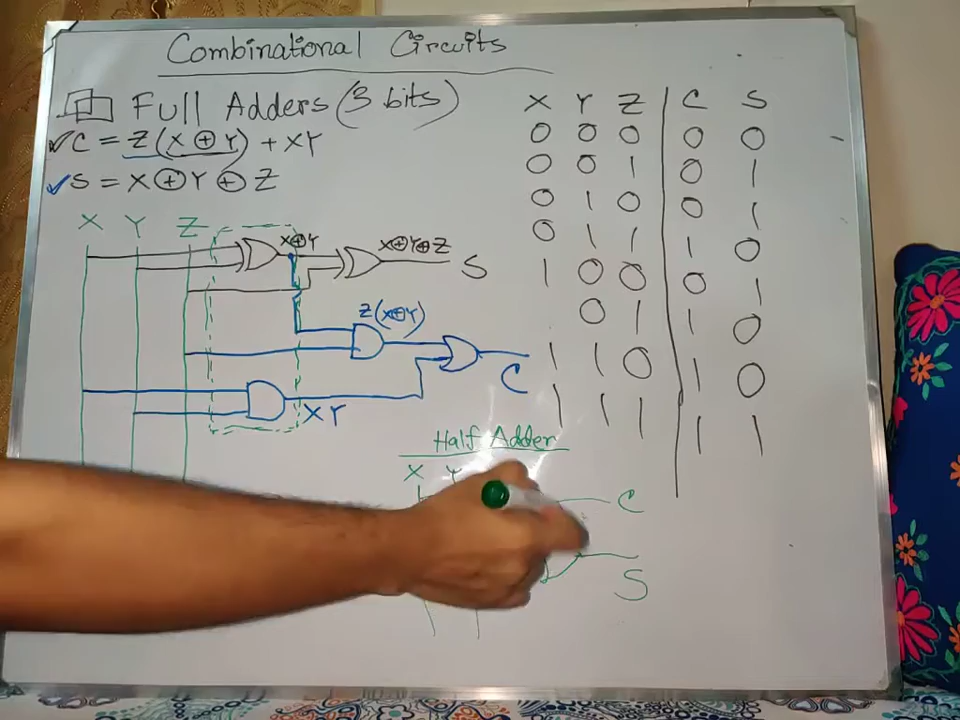 Combinational Circuits
Full Adders (3 bits)
C = Z(X ⊕ Y) + XY
S = X ⊕ Y ⊕ Z
X Y Z
X⊕Y
X⊕Y⊕Z
S
Z(X⊕Y)
C
XY
X Y Z | C S
0 0 0 | 0 0
0 0 1 | 0 1
0 1 0 | 0 1
0 1 1 | 1 0
1 0 0 | 0 1
0 1 | 1 0
1 1 0 | 1 0
1 1 1 | 1 1
Half Adder
X Y
C
S